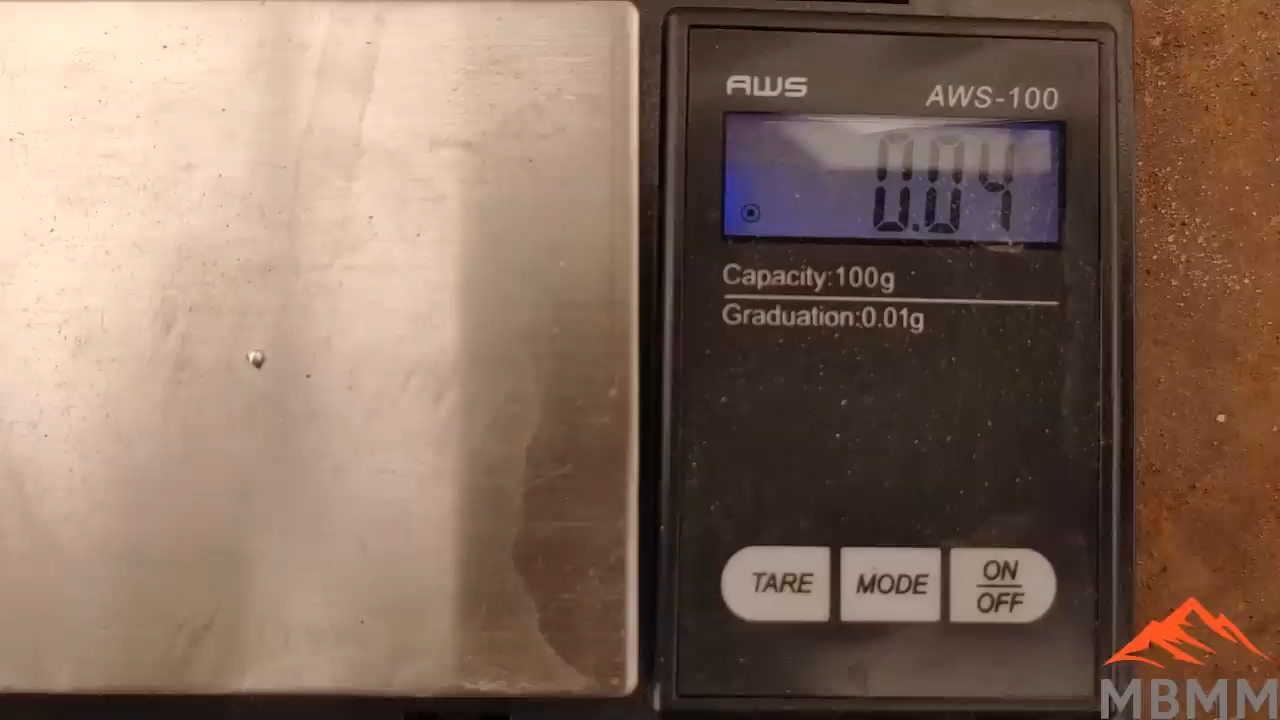 AWS
AWS-100
0.04
Capacity:100g
Graduation:0.01g
TARE
MODE
ON
OFF
MBMM